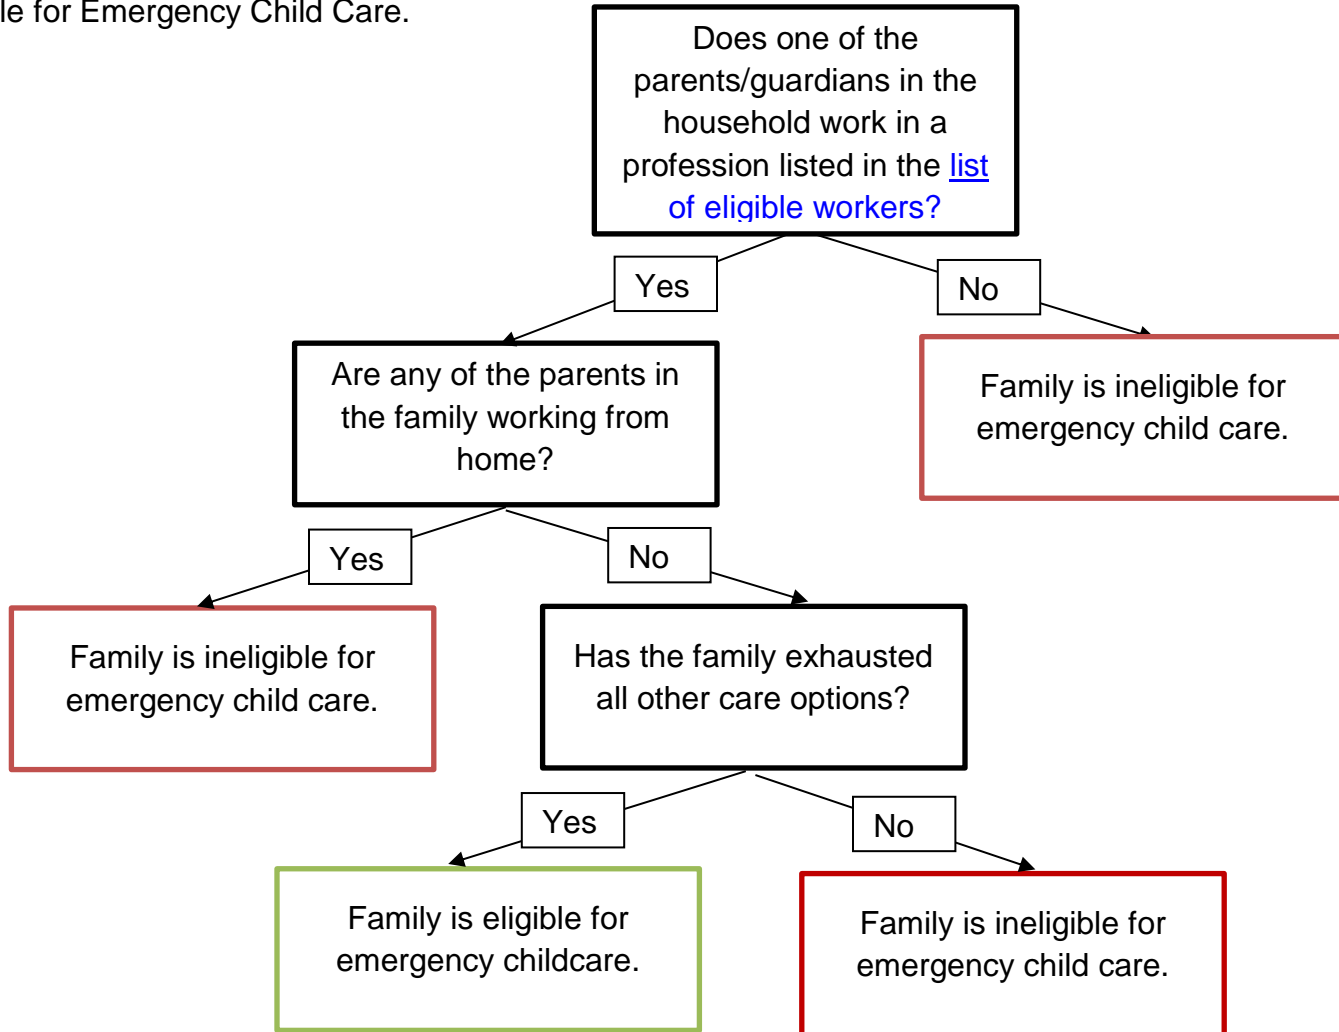 le for Emergency Child Care.
Does one of the
parents/guardians in the
household work in a
profession listed in the list
of eligible workers?
Yes
No
Are any of the parents in
the family working from
home?
Family is ineligible for
emergency child care.
Yes
No
Family is ineligible for
emergency child care.
Has the family exhausted
all other care options?
Yes
No
Family is eligible for
emergency childcare.
Family is ineligible for
emergency child care.